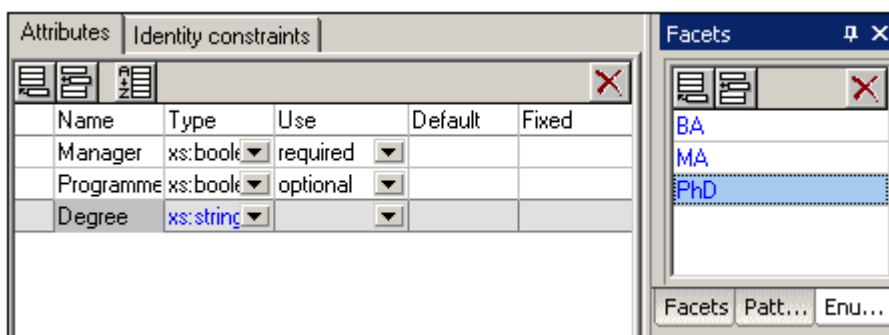 Attributes Identity constraints
Name Type Use Default Fixed
Manager xs:boole required
Programme xs:boole optional
Degree xs:string
Facets
BA
MA
PhD
Facets Patt... Enu...